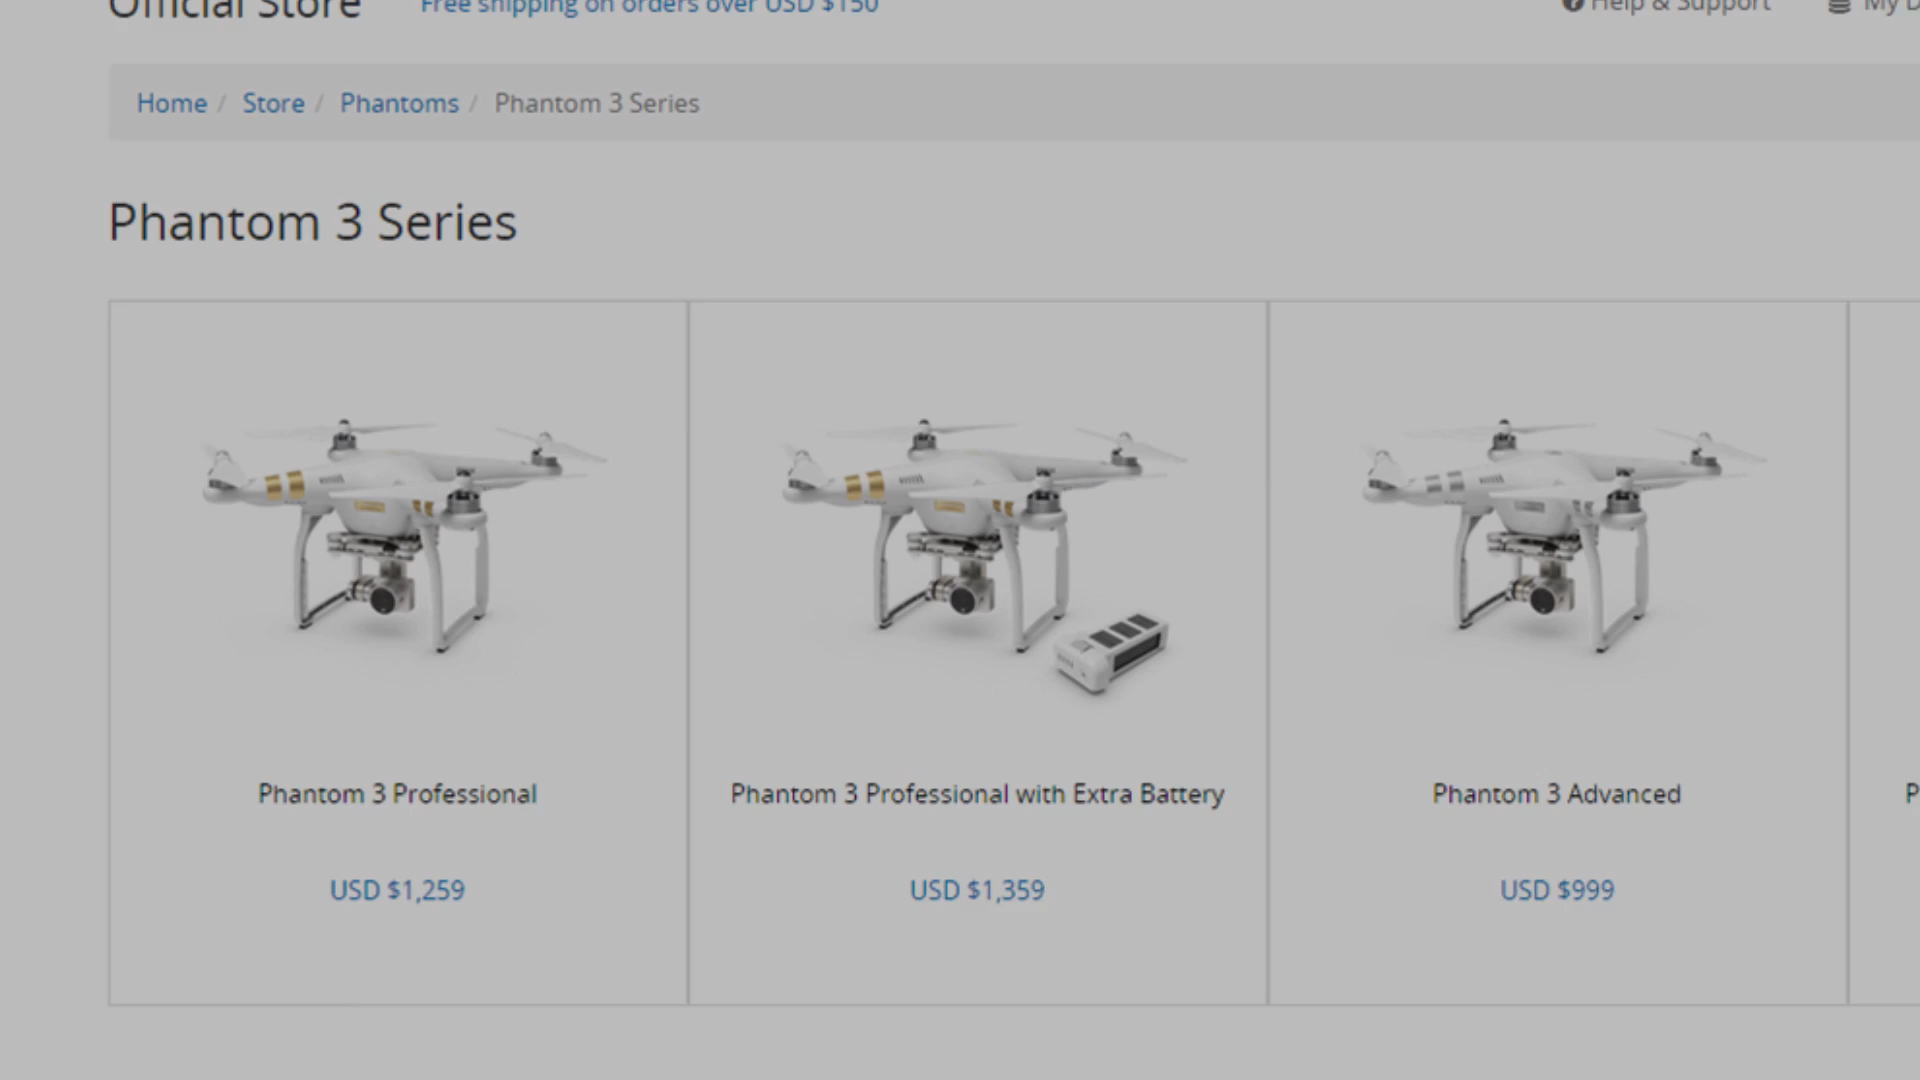 Official Store
Free shipping on orders over USD $150
Help & Support
My D
Home / Store / Phantoms / Phantom 3 Series
Phantom 3 Series
Phantom 3 Professional
Phantom 3 Professional with Extra Battery
Phantom 3 Advanced
P
USD $1,259
USD $1,359
USD $999